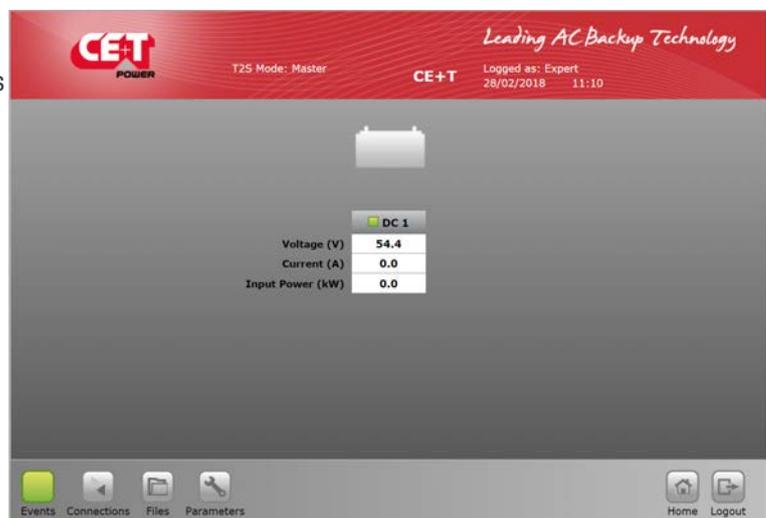 CE+T
POWER
T2S Mode: Master
CE+T
Leading AC Backup Technology
Logged as: Expert
28/02/2018 11:10
s
DC 1
Voltage (V) 54.4
Current (A) 0.0
Input Power (kW) 0.0
Events Connections Files Parameters Home Logout